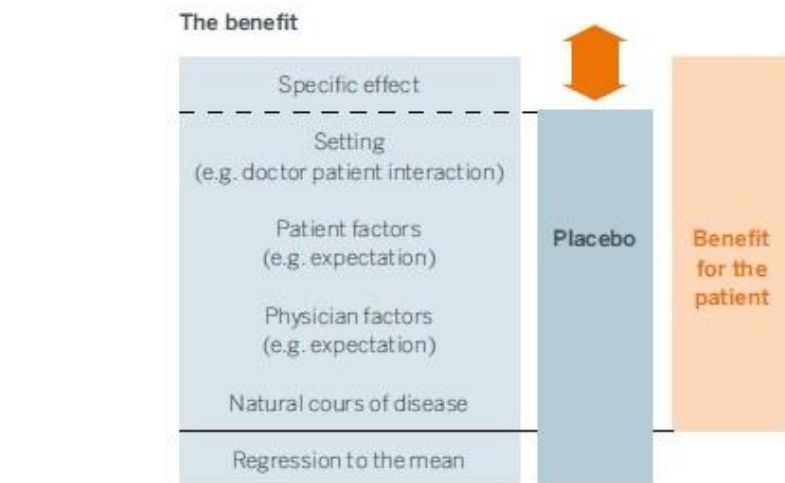 The benefit
Specific effect
Setting
(e.g. doctor patient interaction)
Patient factors
(e.g. expectation)
Physician factors
(e.g. expectation)
Natural cours of disease
Regression to the mean
Placebo
Benefit
for the
patient